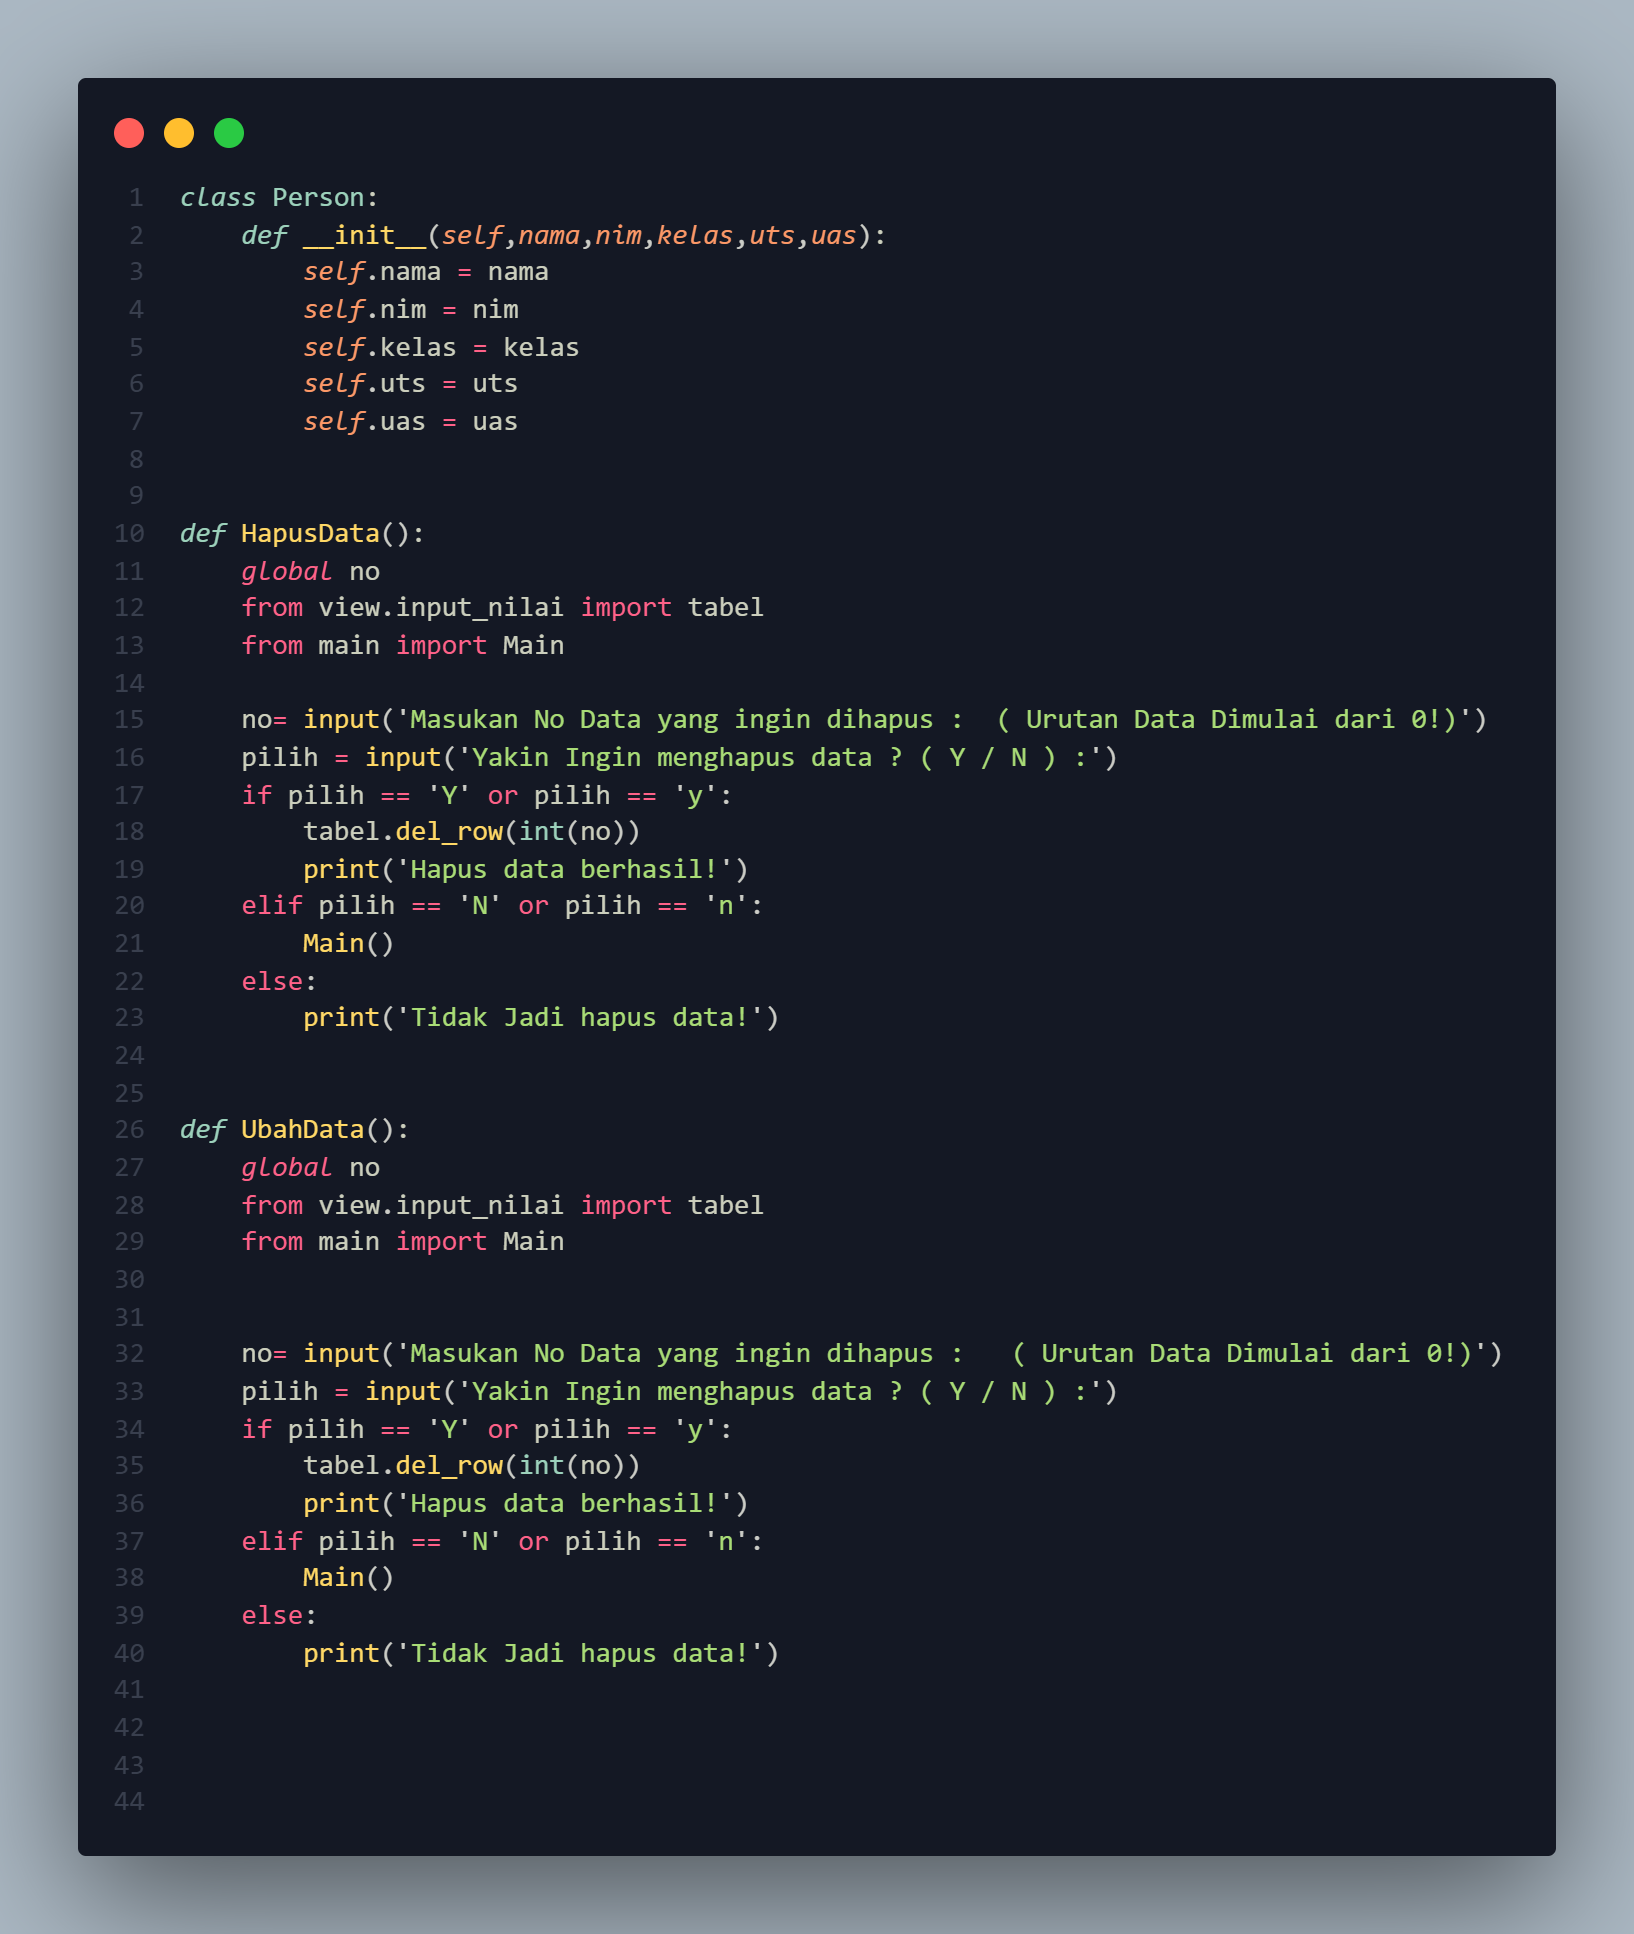 1 class Person:
2     def __init__(self,nama,nim,kelas,uts,uas):
3         self.nama = nama
4         self.nim = nim
5         self.kelas = kelas
6         self.uts = uts
7         self.uas = uas
8
9
10 def HapusData():
11     global no
12     from view.input_nilai import tabel
13     from main import Main
14
15     no= input('Masukan No Data yang ingin dihapus :  ( Urutan Data Dimulai dari 0!)')
16     pilih = input('Yakin Ingin menghapus data ? ( Y / N ) :')
17     if pilih == 'Y' or pilih == 'y':
18         tabel.del_row(int(no))
19         print('Hapus data berhasil!')
20     elif pilih == 'N' or pilih == 'n':
21         Main()
22     else:
23         print('Tidak Jadi hapus data!')
24
25
26 def UbahData():
27     global no
28     from view.input_nilai import tabel
29     from main import Main
30
31
32     no= input('Masukan No Data yang ingin dihapus :   ( Urutan Data Dimulai dari 0!)')
33     pilih = input('Yakin Ingin menghapus data ? ( Y / N ) :')
34     if pilih == 'Y' or pilih == 'y':
35         tabel.del_row(int(no))
36         print('Hapus data berhasil!')
37     elif pilih == 'N' or pilih == 'n':
38         Main()
39     else:
40         print('Tidak Jadi hapus data!')
41
42
43
44